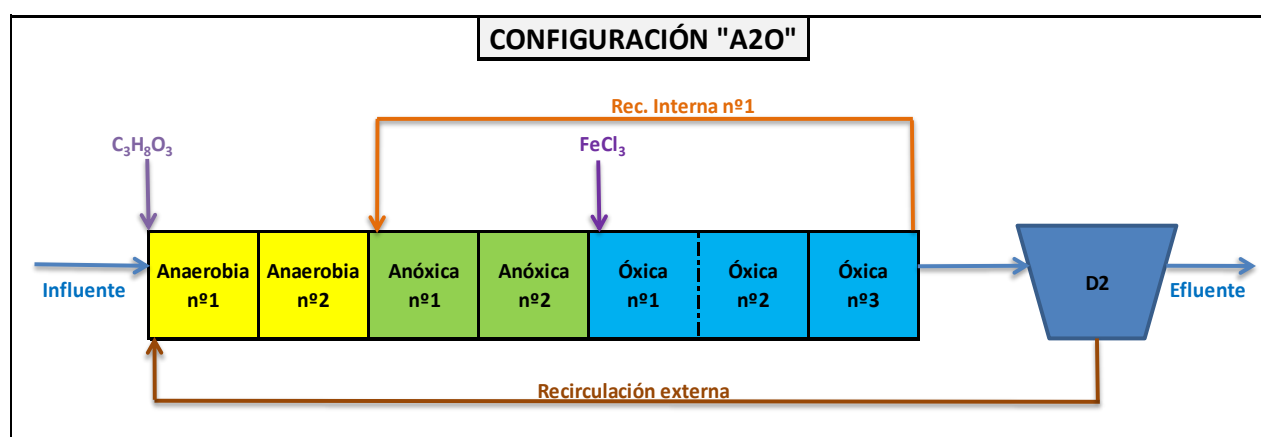 CONFIGURACIÓN "A2O"
Rec. Interna nº1
C₃H₈O₃
FeCl₃
Influente
Anaerobia
nº1
Anaerobia
nº2
Anóxica
nº1
Anóxica
nº2
Óxica
nº1
Óxica
nº2
Óxica
nº3
D2
Efluente
Recirculación externa